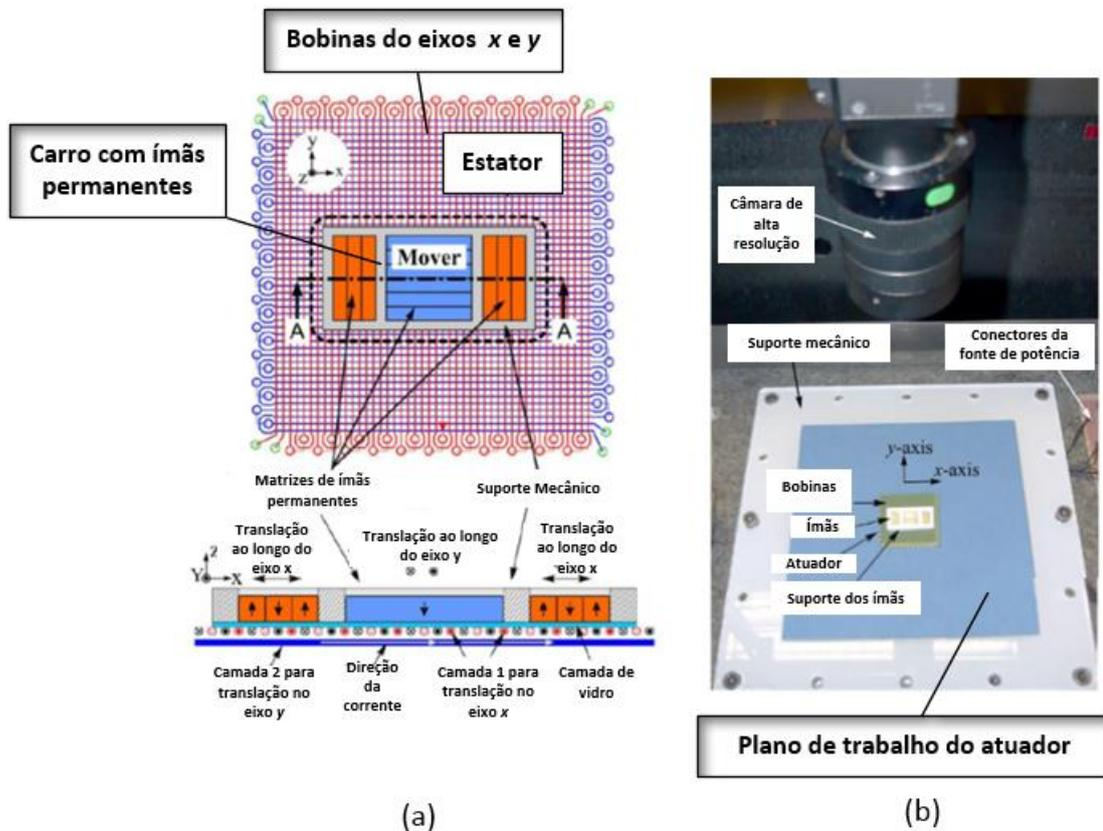 Bobinas do eixos x e y
Carro com ímãs
permanentes
Estator
y
z x
Mover
A A
Matrizes de ímãs
permanentes
Suporte Mecânico
Translação
ao longo do
eixo x
Translação ao longo
do eixo y
Translação
ao longo do
eixo x
z
Y X
Camada 2 para
translação no
eixo y
Direção
da
corrente
Camada 1 para
translação no
eixo x
Camada de
vidro
(a)
Câmara de
alta
resolução
Suporte mecânico
Conectores da
fonte de potência
y-axis
x-axis
Bobinas
Ímãs
Atuador
Suporte dos ímãs
Plano de trabalho do atuador
(b)